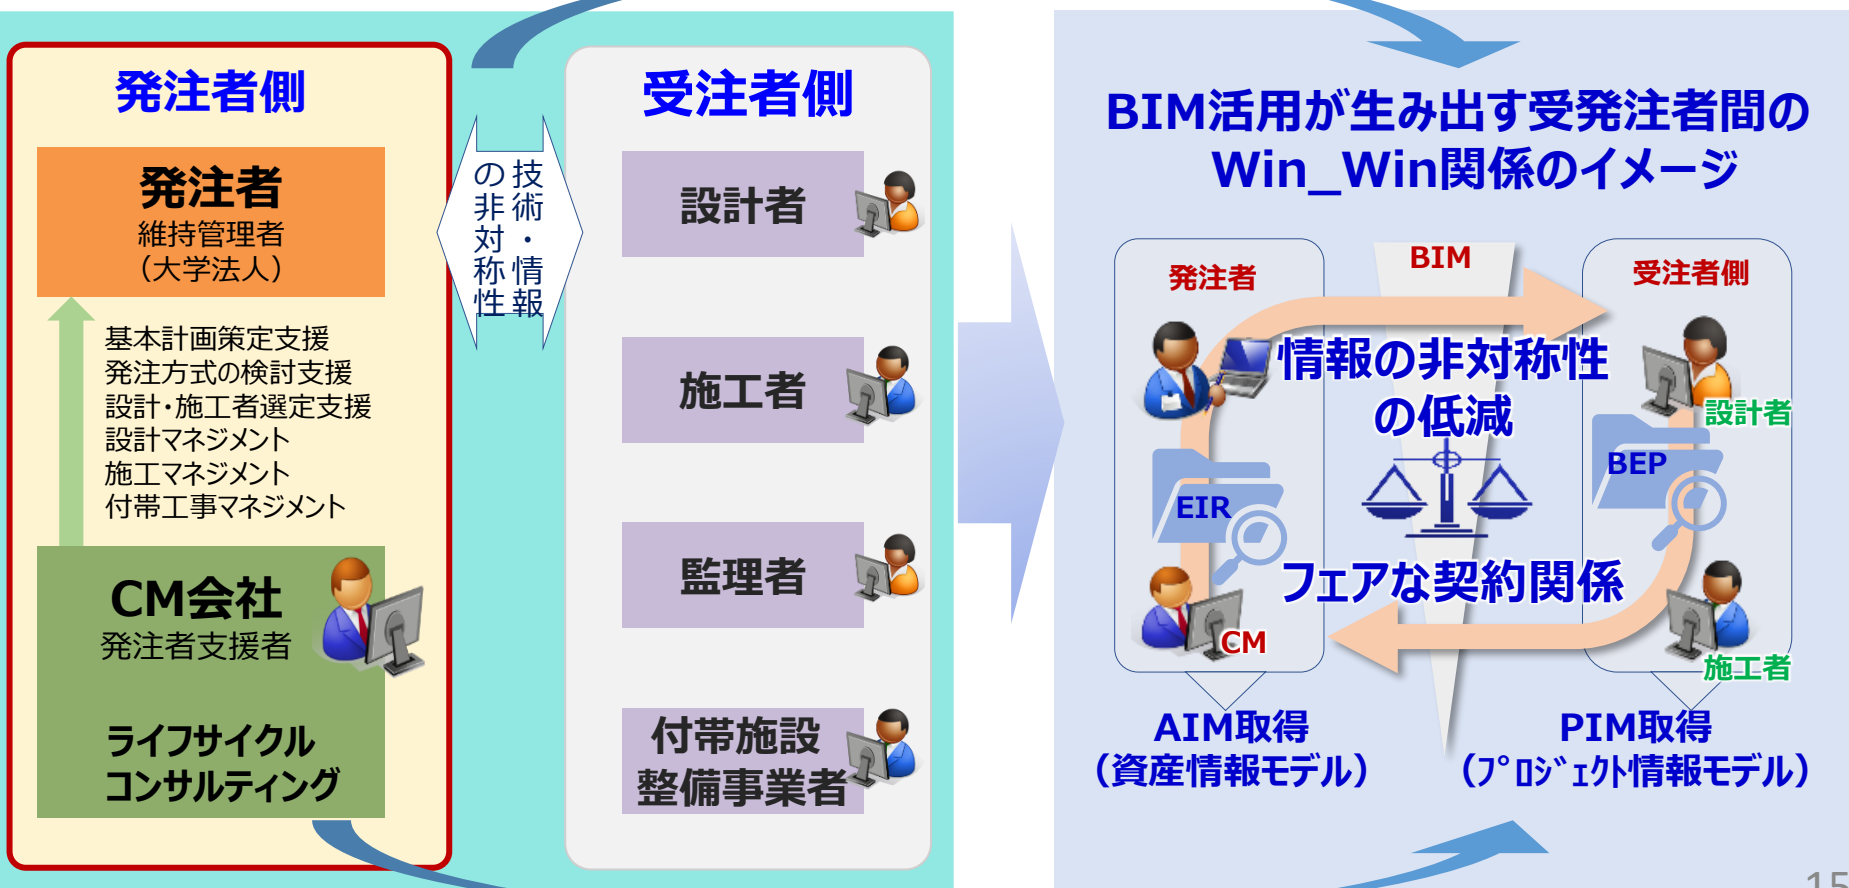 発注者側
発注者
維持管理者
（大学法人）
基本計画策定支援
発注方式の検討支援
設計・施工者選定支援
設計マネジメント
施工マネジメント
付帯工事マネジメント
CM会社
発注者支援者
ライフサイクル
コンサルティング
技術・情報
の非対称性
受注者側
設計者
施工者
監理者
付帯施設
整備事業者
BIM活用が生み出す受発注者間の
Win_Win関係のイメージ
発注者
BIM
受注者側
情報の非対称性
の低減
設計者
EIR
BEP
フェアな契約関係
CM
施工者
AIM取得
（資産情報モデル）
PIM取得
（ﾌﾟﾛｼﾞｪｸﾄ情報モデル）
15